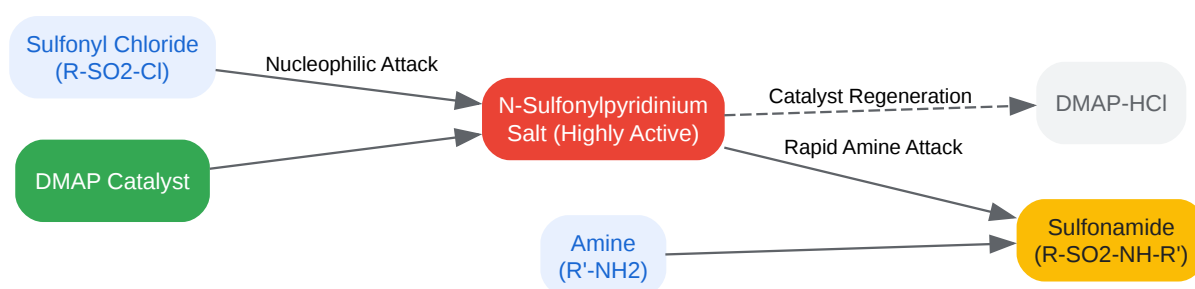 Sulfonyl Chloride
(R-SO2-Cl)
Nucleophilic Attack
DMAP Catalyst
N-Sulfonylpyridinium
Salt (Highly Active)
Catalyst Regeneration
DMAP-HCl
Rapid Amine Attack
Amine
(R'-NH2)
Sulfonamide
(R-SO2-NH-R')